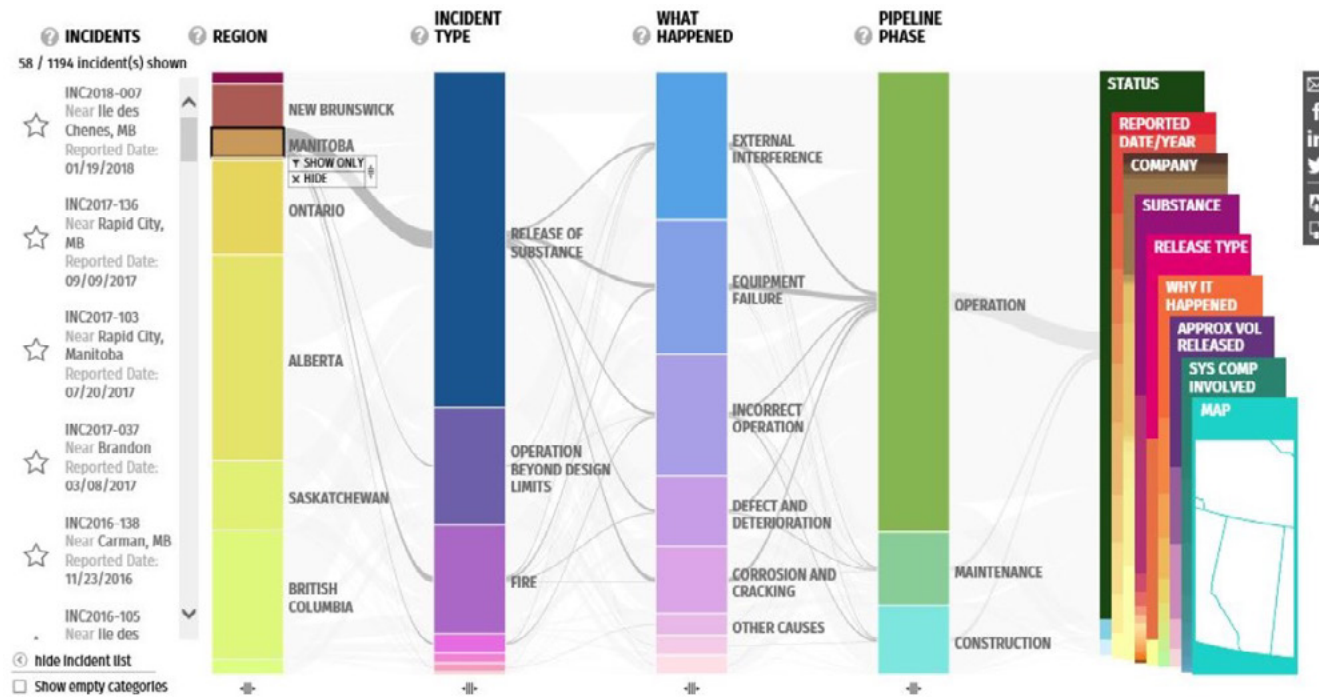 INCIDENTS
58 / 1194 incident(s) shown
INC2018-007
Near Ile des
Chenes, MB
Reported Date:
01/19/2018
INC2017-136
Near Rapid City,
MB
Reported Date:
09/09/2017
INC2017-103
Near Rapid City,
Manitoba
Reported Date:
07/20/2017
INC2017-037
Near Brandon
Reported Date:
03/08/2017
INC2016-138
Near Carman, MB
Reported Date:
11/23/2016
INC2016-105
Near Ile des
hide incident list
Show empty categories
? REGION
NEW BRUNSWICK
MANITOBA
SHOW ONLY
X HIDE
ONTARIO
ALBERTA
SASKATCHEWAN
BRITISH
COLUMBIA
? INCIDENT
TYPE
RELEASE OF
SUBSTANCE
OPERATION
BEYOND DESIGN
LIMITS
FIRE
? WHAT
HAPPENED
EXTERNAL
INTERFERENCE
EQUIPMENT
FAILURE
INCORRECT
OPERATION
DEFECT AND
DETERIORATION
CORROSION AND
CRACKING
OTHER CAUSES
? PIPELINE
PHASE
OPERATION
MAINTENANCE
CONSTRUCTION
STATUS
REPORTED
DATE/YEAR
COMPANY
SUBSTANCE
RELEASE TYPE
WHY IT
HAPPENED
APPROX VOL
RELEASED
SYS COMP
INVOLVED
MAP